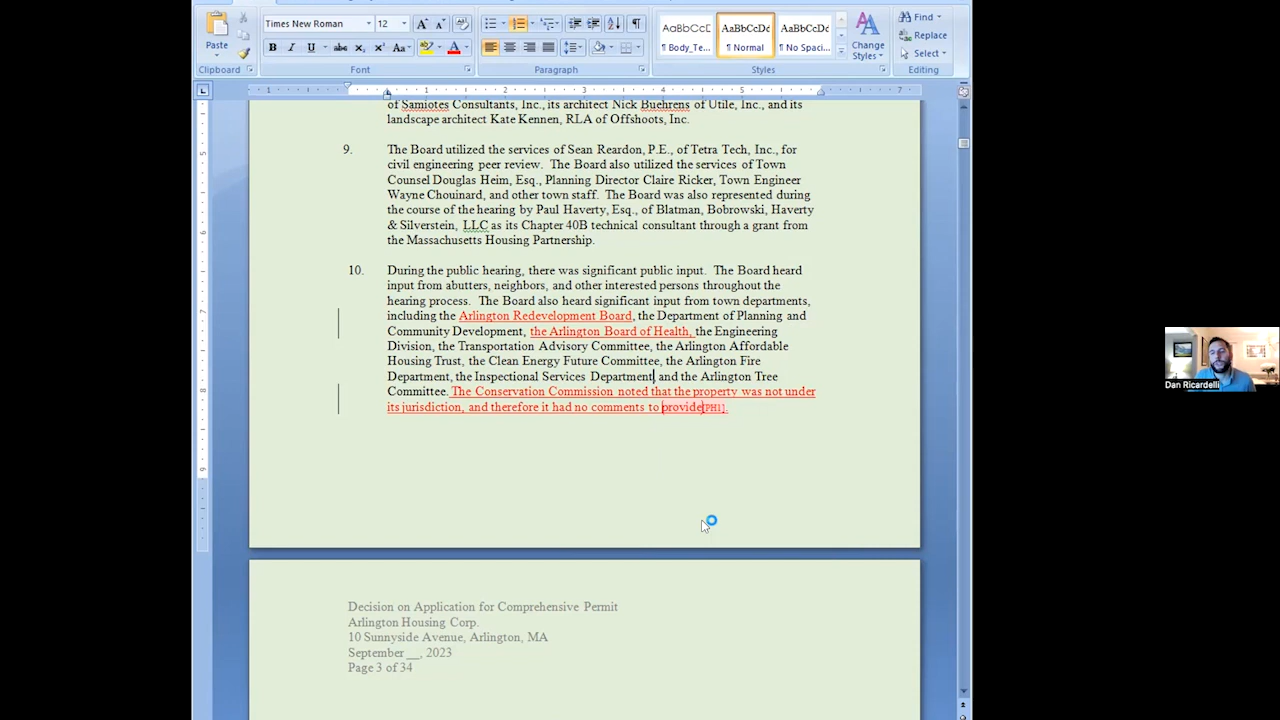 Times New Roman
12
Aa
Find
AaBbCcD
AaBbCcDd
AaBbCcDd
Replace
Paste
B I U abc x₂ x² Aa
A
¶ Body_Te...
¶ Normal
¶ No Spaci...
Change
Styles
Select
Clipboard
Font
Paragraph
Styles
Editing
of Samiotes Consultants, Inc., its architect Nick Buehrens of Utile, Inc., and its
landscape architect Kate Kennen, RLA of Offshoots, Inc.
9. The Board utilized the services of Sean Reardon, P.E., of Tetra Tech, Inc., for
civil engineering peer review. The Board also utilized the services of Town
Counsel Douglas Heim, Esq., Planning Director Claire Ricker, Town Engineer
Wayne Chouinard, and other town staff. The Board was also represented during
the course of the hearing by Paul Haverty, Esq., of Blatman, Bobrowski, Haverty
& Silverstein, LLC as its Chapter 40B technical consultant through a grant from
the Massachusetts Housing Partnership.
10. During the public hearing, there was significant public input. The Board heard
input from abutters, neighbors, and other interested persons throughout the
hearing process. The Board also heard significant input from town departments,
including the Arlington Redevelopment Board, the Department of Planning and
Community Development, the Arlington Board of Health, the Engineering
Division, the Transportation Advisory Committee, the Arlington Affordable
Housing Trust, the Clean Energy Future Committee, the Arlington Fire
Department, the Inspectional Services Department, and the Arlington Tree
Committee. The Conservation Commission noted that the property was not under
its jurisdiction, and therefore it had no comments to provide[PH1].
Decision on Application for Comprehensive Permit
Arlington Housing Corp.
10 Sunnyside Avenue, Arlington, MA
September __, 2023
Page 3 of 34
Dan Ricardelli